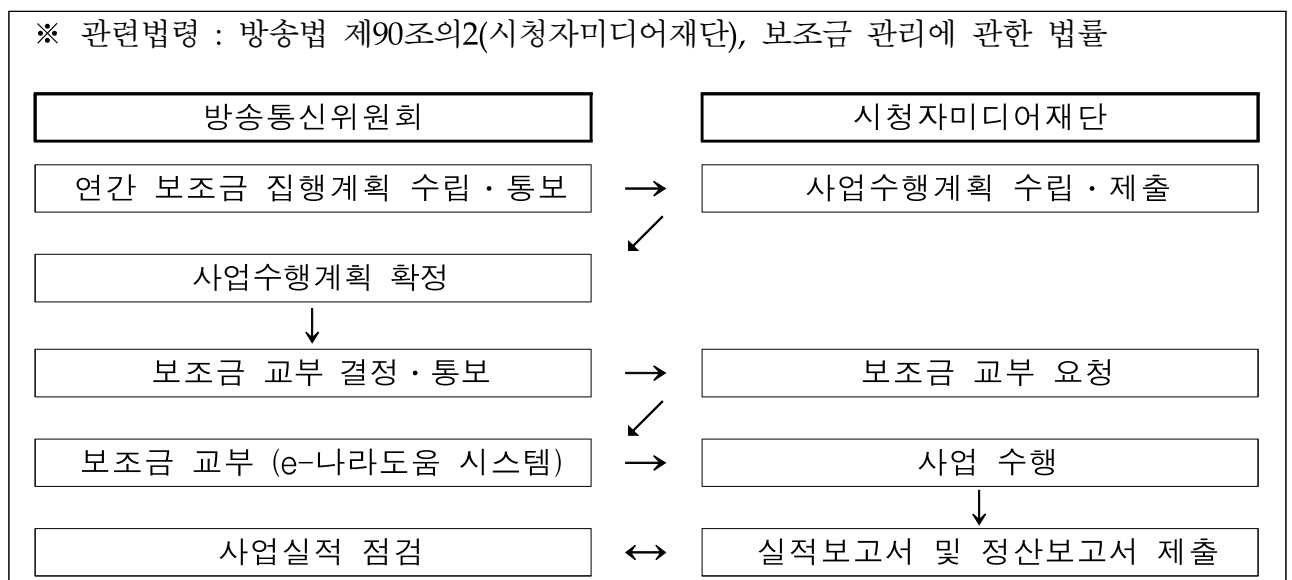 ※ 관련법령 : 방송법 제90조의2(시청자미디어재단), 보조금 관리에 관한 법률
방송통신위원회
시청자미디어재단
연간 보조금 집행계획 수립・통보
→
사업수행계획 수립・제출
↙
사업수행계획 확정
↓
보조금 교부 결정・통보
→
보조금 교부 요청
↙
보조금 교부 (e-나라도움 시스템)
→
사업 수행
↓
사업실적 점검
↔
실적보고서 및 정산보고서 제출